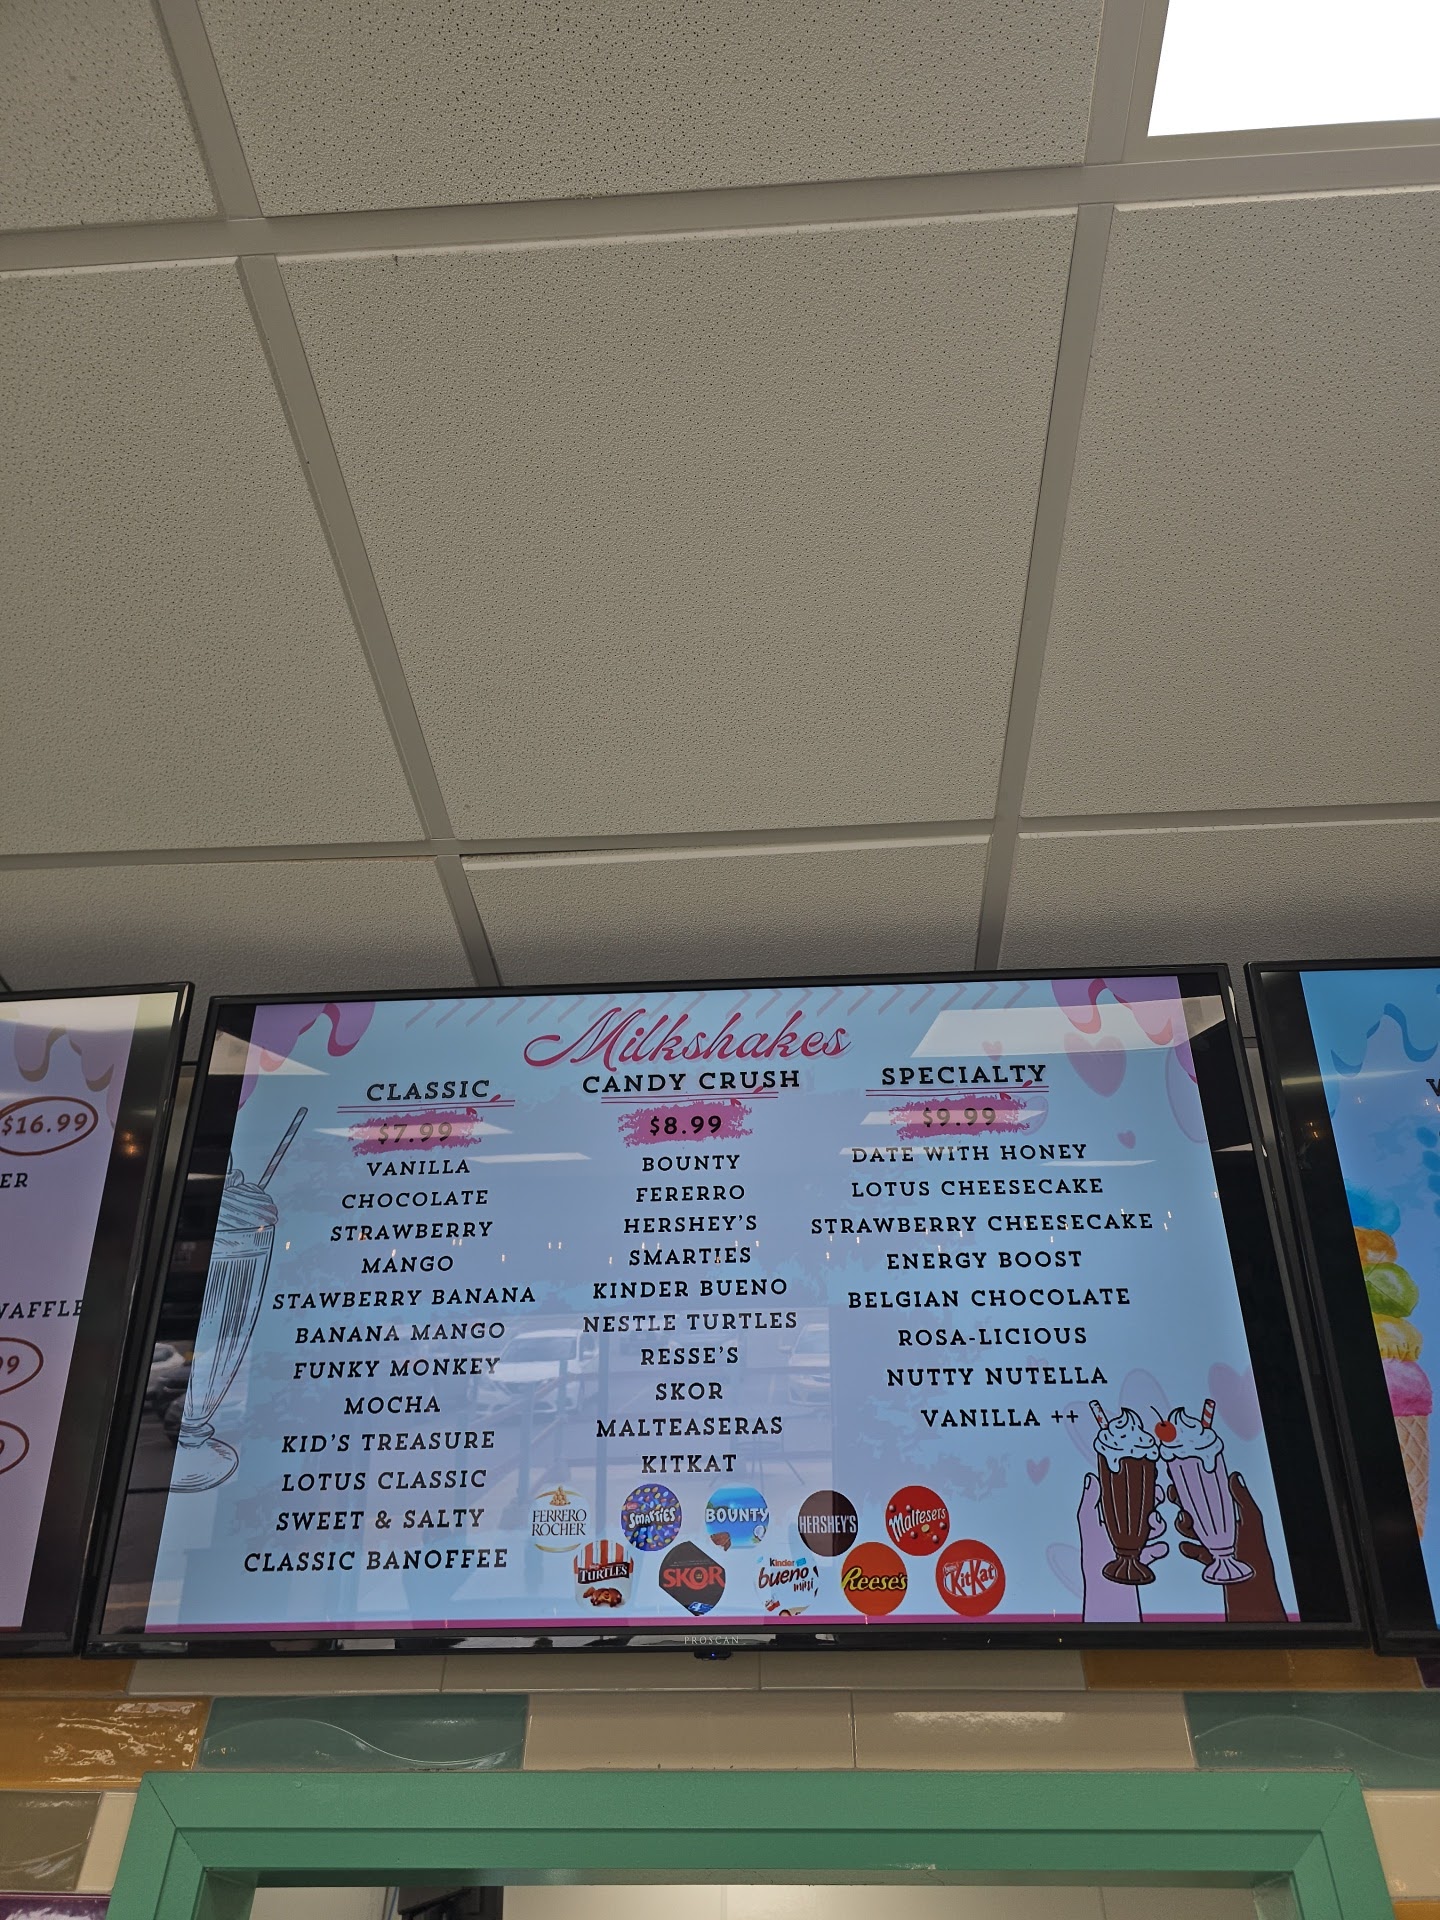 $16.99
ER
WAFFLE
99
9
Milkshakes
CLASSIC
$7.99
VANILLA
CHOCOLATE
STRAWBERRY
MANGO
STAWBERRY BANANA
BANANA MANGO
FUNKY MONKEY
MOCHA
KID'S TREASURE
LOTUS CLASSIC
SWEET & SALTY
CLASSIC BANOFFEE
CANDY CRUSH
$8.99
BOUNTY
FERERRO
HERSHEY'S
SMARTIES
KINDER BUENO
NESTLE TURTLES
RESSE'S
SKOR
MALTEASERAS
KITKAT
SPECIALTY
$9.99
DATE WITH HONEY
LOTUS CHEESECAKE
STRAWBERRY CHEESECAKE
ENERGY BOOST
BELGIAN CHOCOLATE
ROSA-LICIOUS
NUTTY NUTELLA
VANILLA ++
FERRERO
ROCHER
SMARTIES
BOUNTY
HERSHEY'S
Maltesers
TURTLES
SKOR
kinder
bueno
mini
Reese's
KitKat
PROSCAN